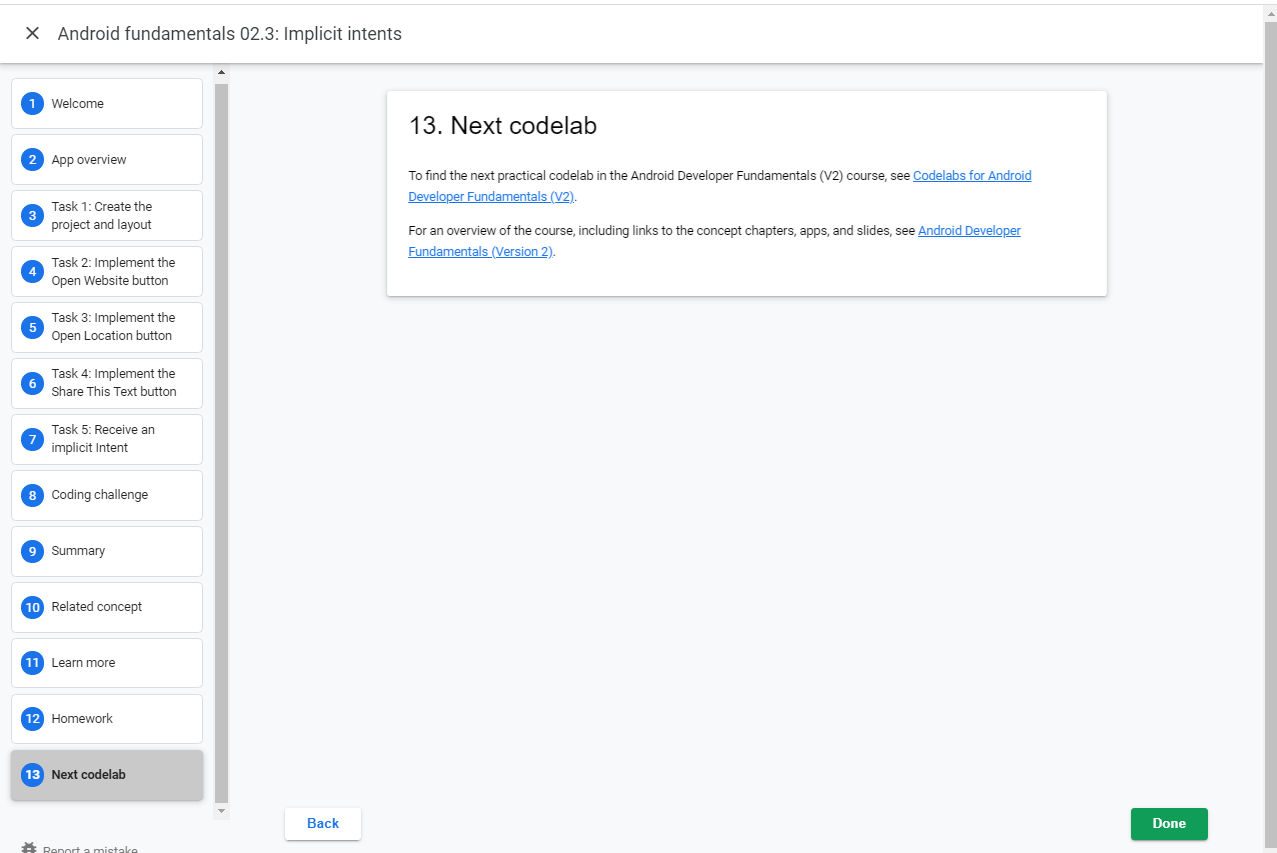 Android fundamentals 02.3: Implicit intents
1 Welcome
2 App overview
3 Task 1: Create the
project and layout
4 Task 2: Implement the
Open Website button
5 Task 3: Implement the
Open Location button
6 Task 4: Implement the
Share This Text button
7 Task 5: Receive an
implicit Intent
8 Coding challenge
9 Summary
10 Related concept
11 Learn more
12 Homework
13 Next codelab
Report a mistake
13. Next codelab
To find the next practical codelab in the Android Developer Fundamentals (V2) course, see Codelabs for Android
Developer Fundamentals (V2).
For an overview of the course, including links to the concept chapters, apps, and slides, see Android Developer
Fundamentals (Version 2).
Back
Done